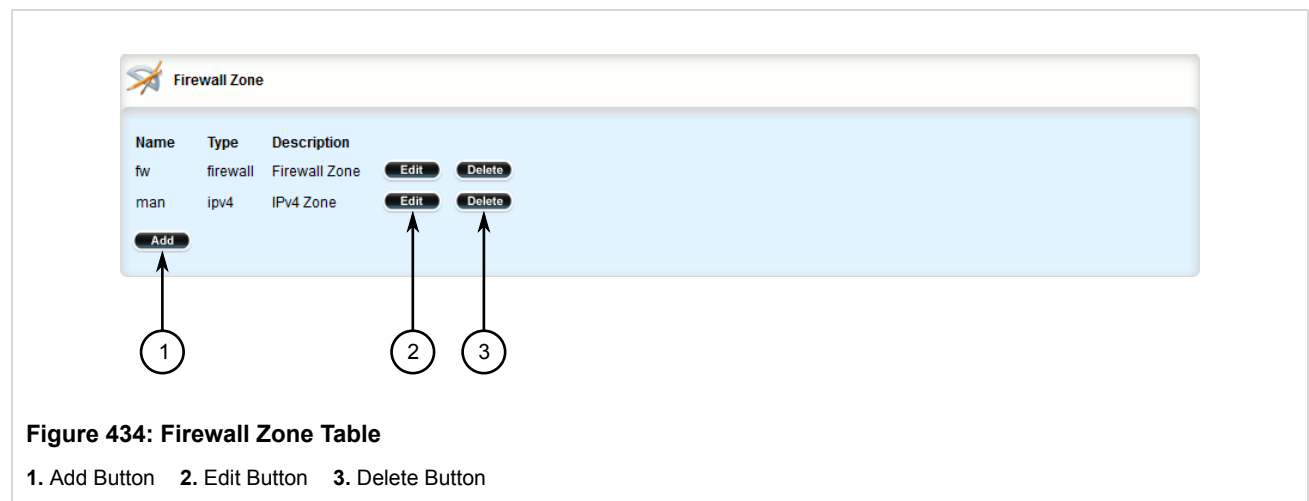 Firewall Zone
Name Type Description
fw firewall Firewall Zone Edit Delete
man ipv4 IPv4 Zone Edit Delete
Add
1 2 3
Figure 434: Firewall Zone Table
1. Add Button 2. Edit Button 3. Delete Button